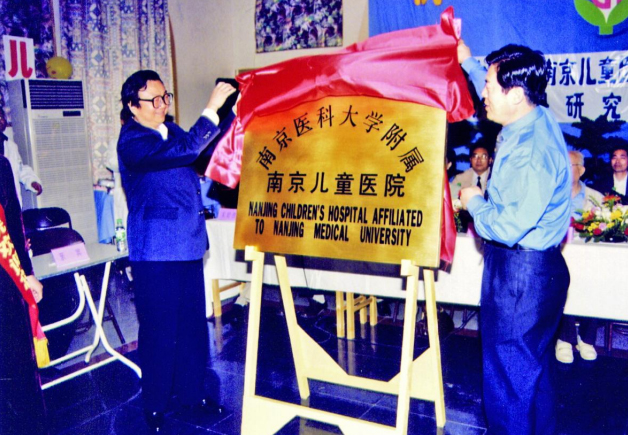 儿
南京医科大学附属
南京儿童医院
NANJING CHILDREN'S HOSPITAL AFFILIATED
TO NANJING MEDICAL UNIVERSITY
南京儿童医
研究